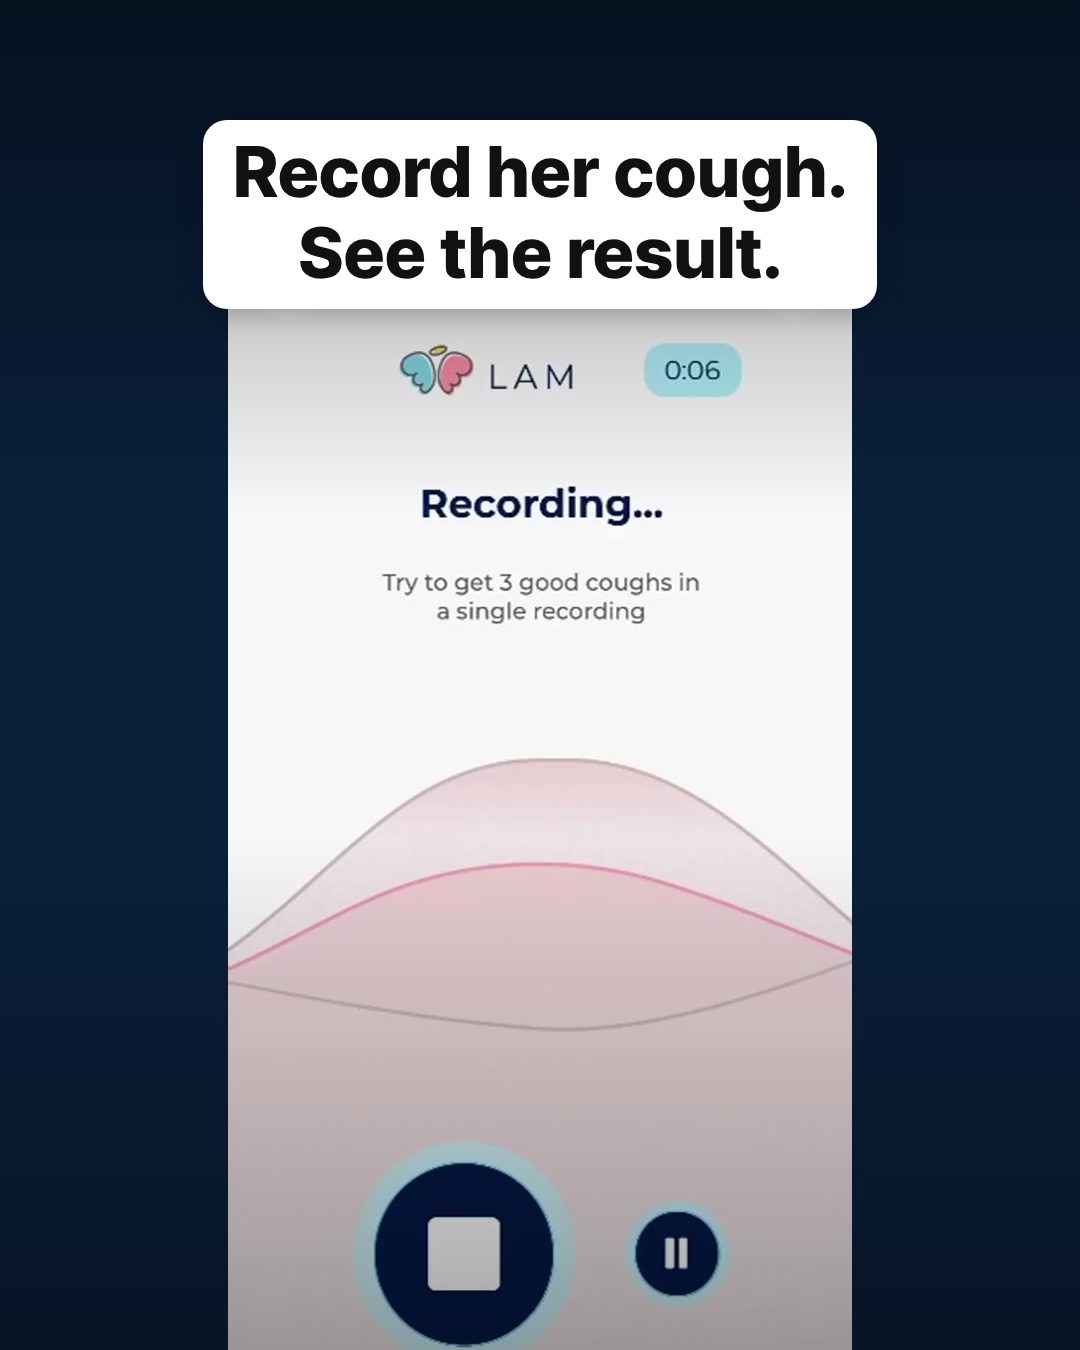 Record her cough.
See the result.
LAM
0:06
Recording...
Try to get 3 good coughs in
a single recording